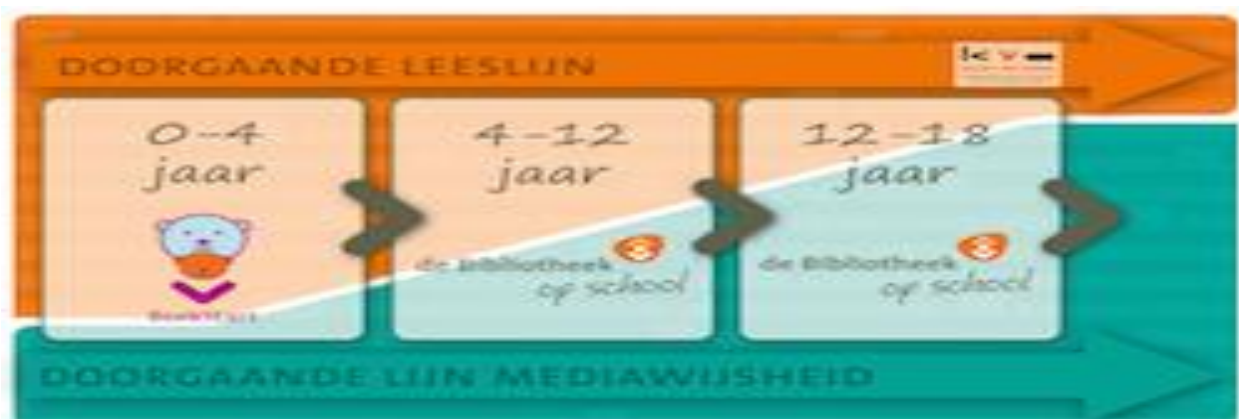 DOORGAANDE LEESLIJN
0-4
jaar
4-12
jaar
de Bibliotheek
op school
12-18
jaar
de Bibliotheek
op school
DOORGAANDE LIJN MEDIAWIJSHEID